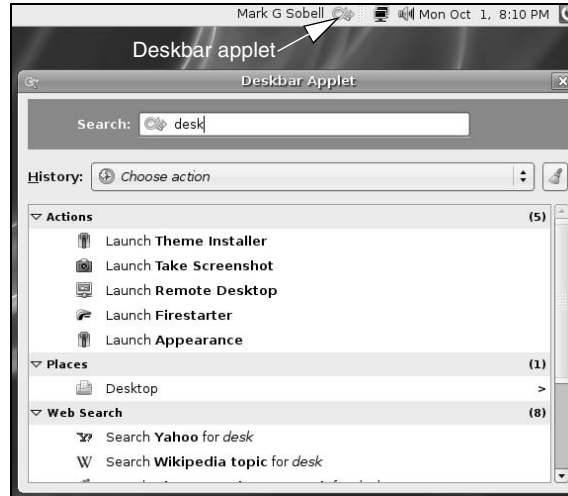 Mark G Sobell Mon Oct 1, 8:10 PM
Deskbar applet
Deskbar Applet
Search: desk
History: Choose action
Actions (5)
Launch Theme Installer
Launch Take Screenshot
Launch Remote Desktop
Launch Firestarter
Launch Appearance
Places (1)
Desktop >
Web Search (8)
Search Yahoo for desk
W Search Wikipedia topic for desk